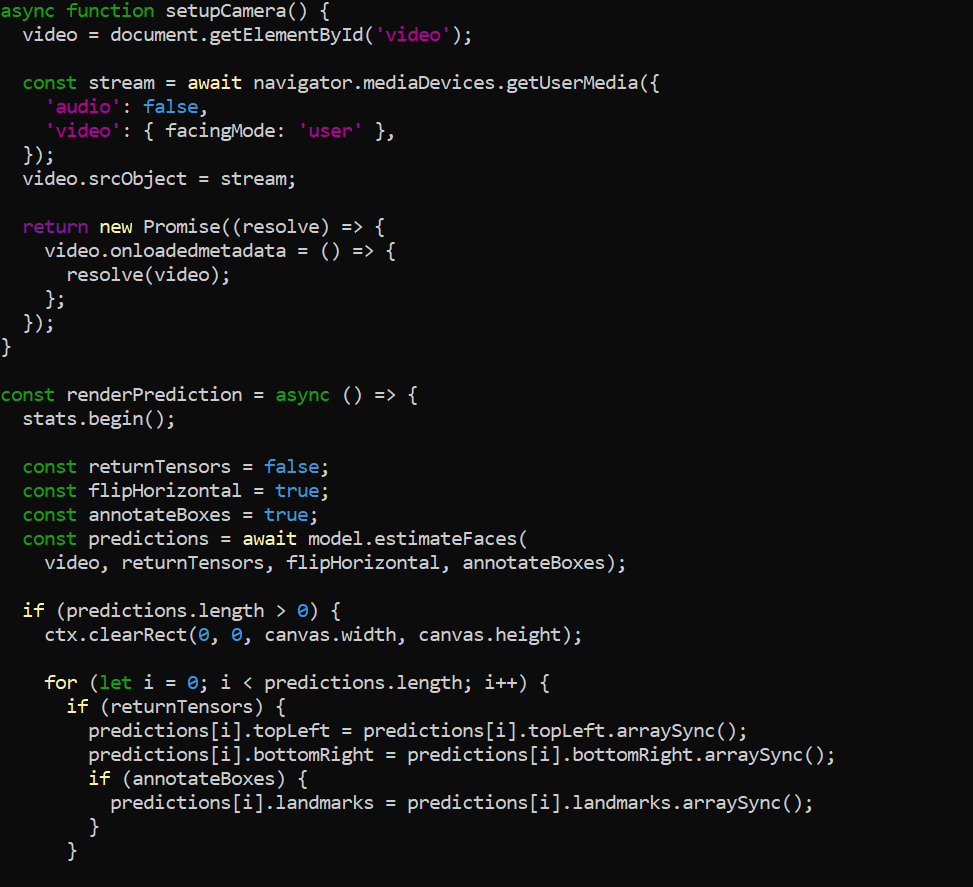 async function setupCamera() {
  video = document.getElementById('video');

  const stream = await navigator.mediaDevices.getUserMedia({
    'audio': false,
    'video': { facingMode: 'user' },
  });
  video.srcObject = stream;

  return new Promise((resolve) => {
    video.onloadedmetadata = () => {
      resolve(video);
    };
  });
}

const renderPrediction = async () => {
  stats.begin();

  const returnTensors = false;
  const flipHorizontal = true;
  const annotateBoxes = true;
  const predictions = await model.estimateFaces(
    video, returnTensors, flipHorizontal, annotateBoxes);

  if (predictions.length > 0) {
    ctx.clearRect(0, 0, canvas.width, canvas.height);

    for (let i = 0; i < predictions.length; i++) {
      if (returnTensors) {
        predictions[i].topLeft = predictions[i].topLeft.arraySync();
        predictions[i].bottomRight = predictions[i].bottomRight.arraySync();
        if (annotateBoxes) {
          predictions[i].landmarks = predictions[i].landmarks.arraySync();
        }
      }